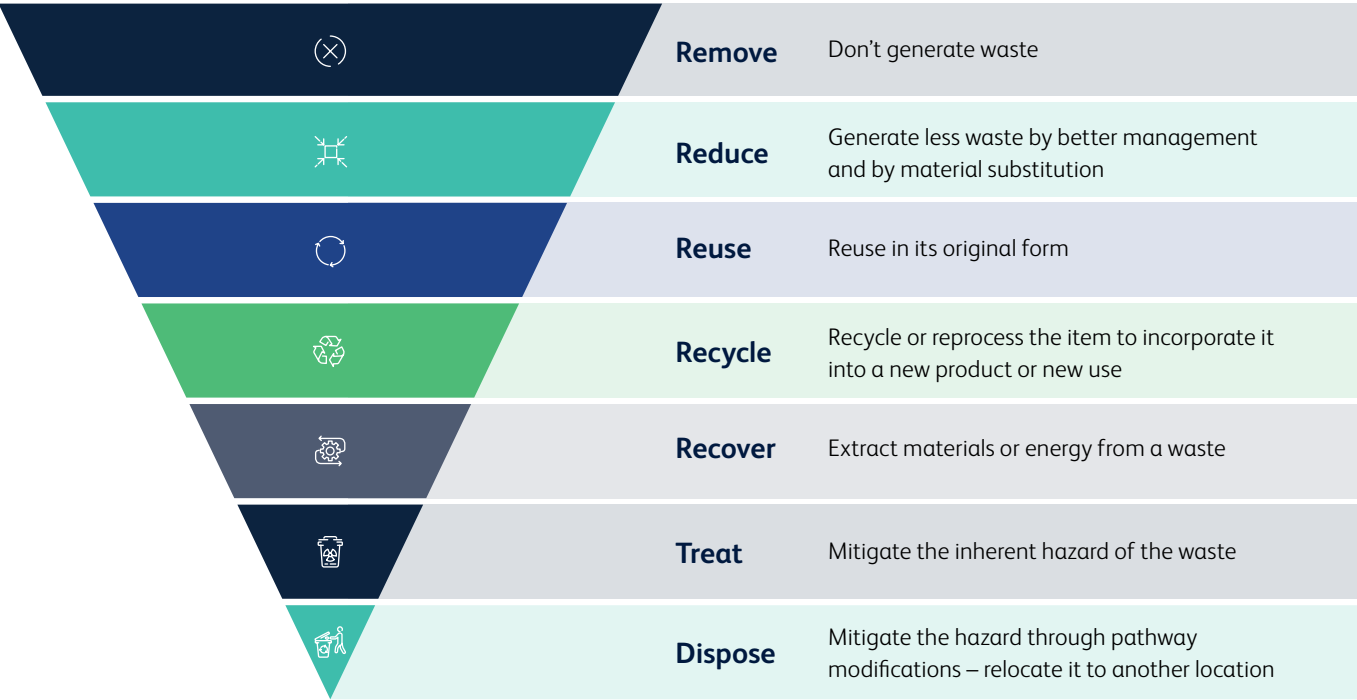 Remove
Don’t generate waste
Reduce
Generate less waste by better management
and by material substitution
Reuse
Reuse in its original form
Recycle
Recycle or reprocess the item to incorporate it
into a new product or new use
Recover
Extract materials or energy from a waste
Treat
Mitigate the inherent hazard of the waste
Dispose
Mitigate the hazard through pathway
modifications – relocate it to another location